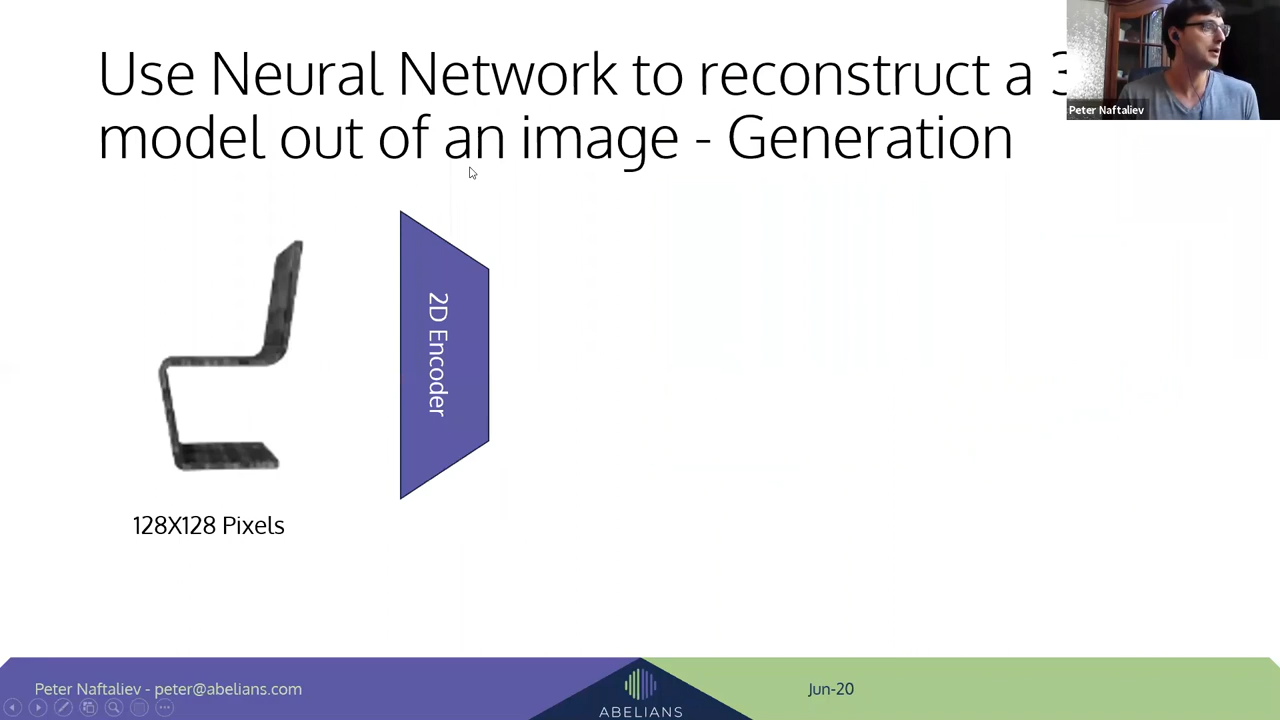 Use Neural Network to reconstruct a 3
model out of an image - Generation
Peter Naftaliev
2D Encoder
128X128 Pixels
Peter Naftaliev - peter@abelians.com
ABELIANS
Jun-20